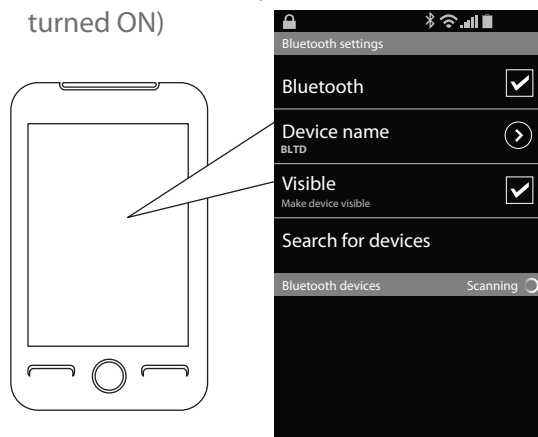 turned ON)
Bluetooth settings
Bluetooth
Device name
BLTD
Visible
Make device visible
Search for devices
Bluetooth devices Scanning